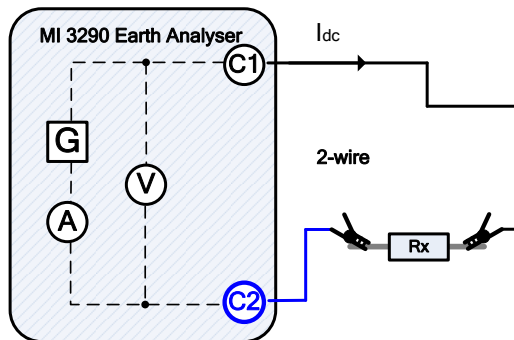 MI 3290 Earth Analyser
Idc
C1
G
2-wire
V
A
Rx
C2